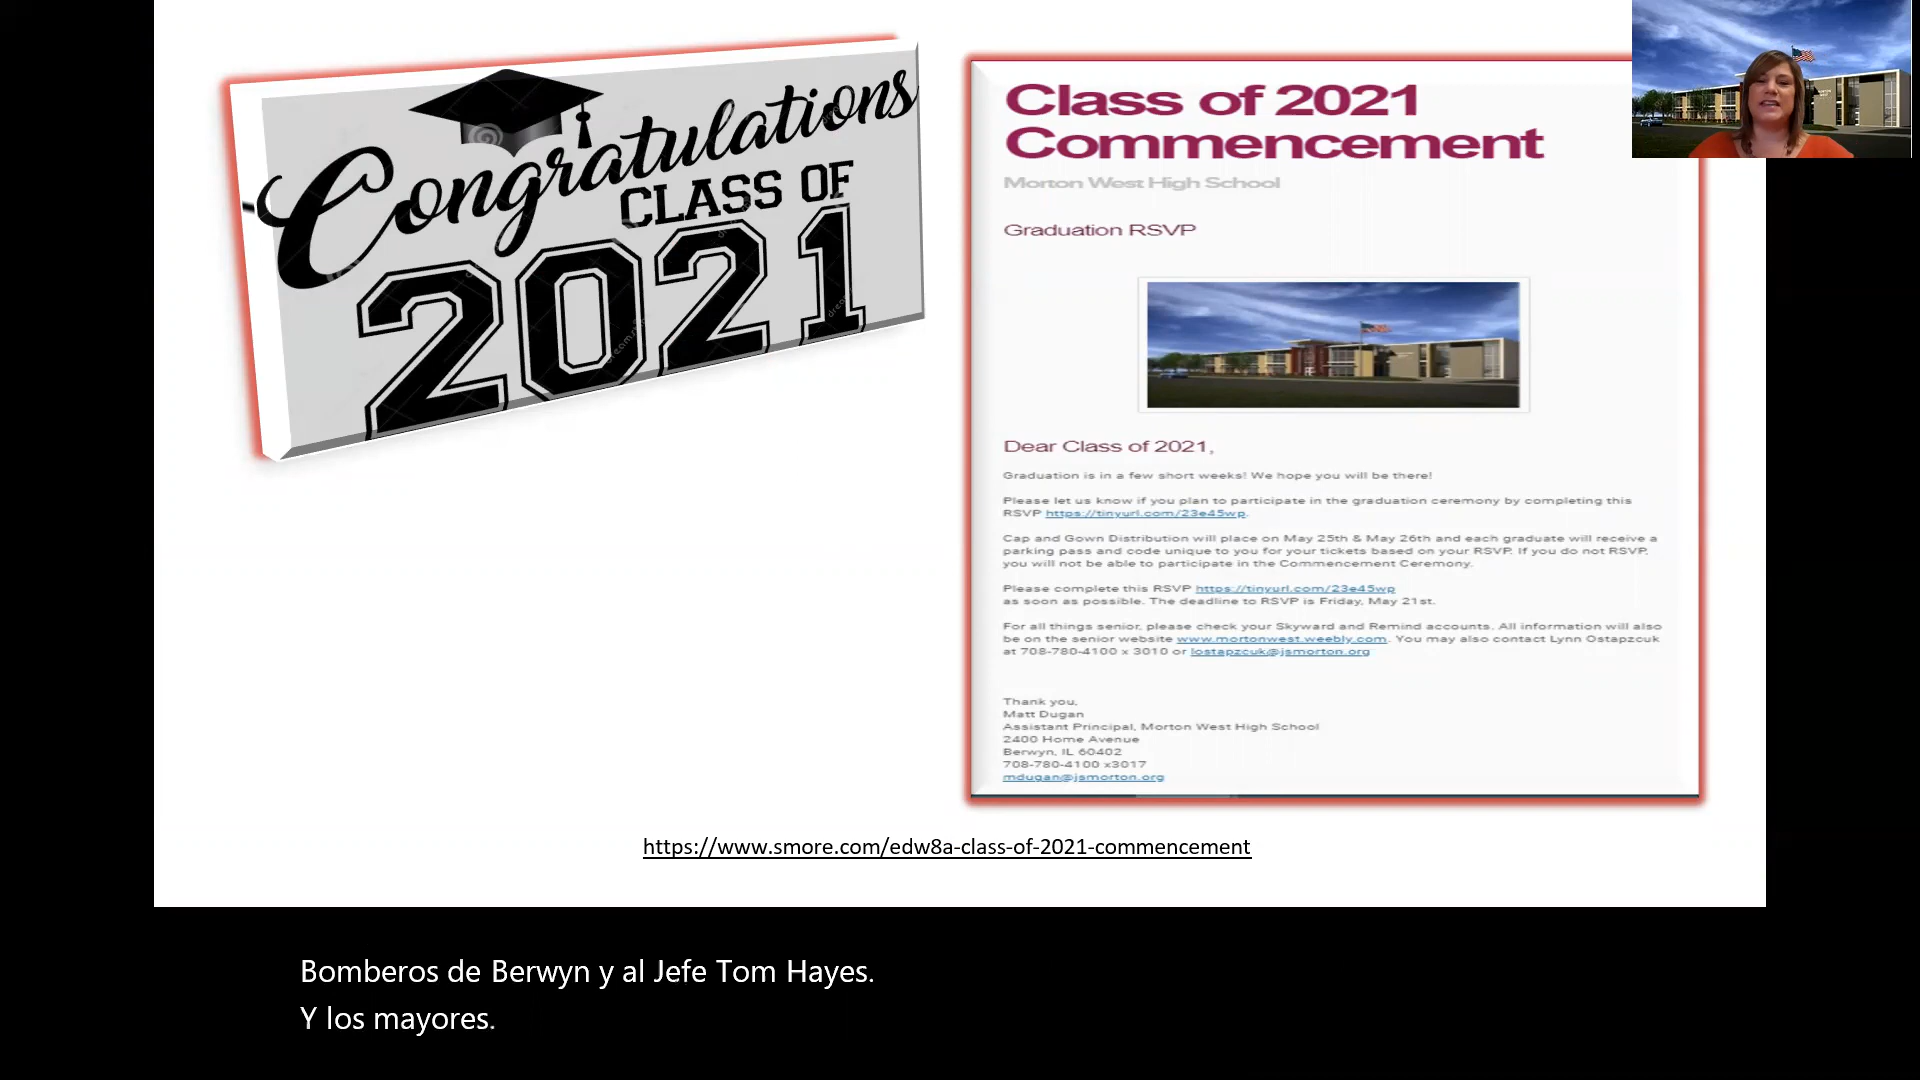 Congratulations
CLASS OF
2021
Class of 2021
Commencement
Morton West High School
Graduation RSVP
Dear Class of 2021,
Graduation is in a few short weeks! We hope you will be there!
Please let us know if you plan to participate in the graduation ceremony by completing this
RSVP https://tinyurl.com/23e45wp.
Cap and Gown Distribution will place on May 25th & May 26th and each graduate will receive a
parking pass and code unique to you for your tickets based on your RSVP. If you do not RSVP,
you will not be able to participate in the Commencement Ceremony.
Please complete this RSVP https://tinyurl.com/23e45wp
as soon as possible. The deadline to RSVP is Friday, May 21st.
For all things senior, please check your Skyward and Remind accounts. All information will also
be on the senior website www.mortonwest.weebly.com. You may also contact Lynn Ostapzcuk
at 708-780-4100 x 3010 or lostapzcuk@jsmorton.org
Thank you,
Matt Dugan
Assistant Principal, Morton West High School
2400 Home Avenue
Berwyn, IL 60402
708-780-4100 x3017
mdugan@jsmorton.org
https://www.smore.com/edw8a-class-of-2021-commencement
Bomberos de Berwyn y al Jefe Tom Hayes.
Y los mayores.